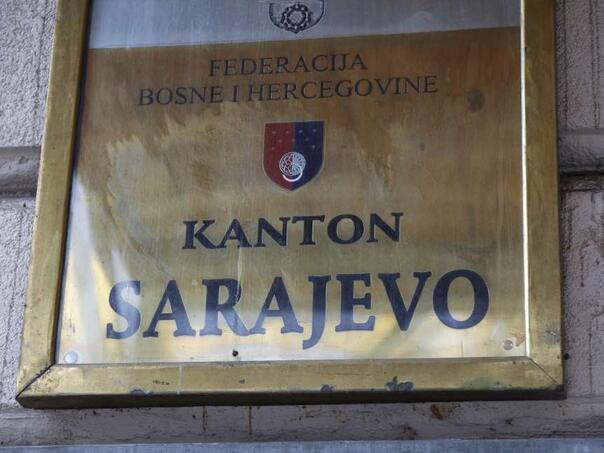 FEDERACIJA
BOSNE I HERCEGOVINE
KANTON
SARAJEVO